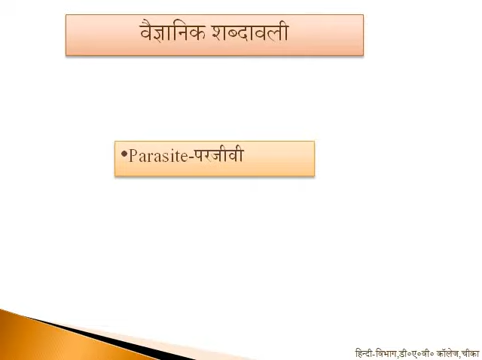 वैज्ञानिक शब्दावली
•Parasite-परजीवी
हिन्दी-विभाग,डी०ए०वी० कॉलेज,चीका